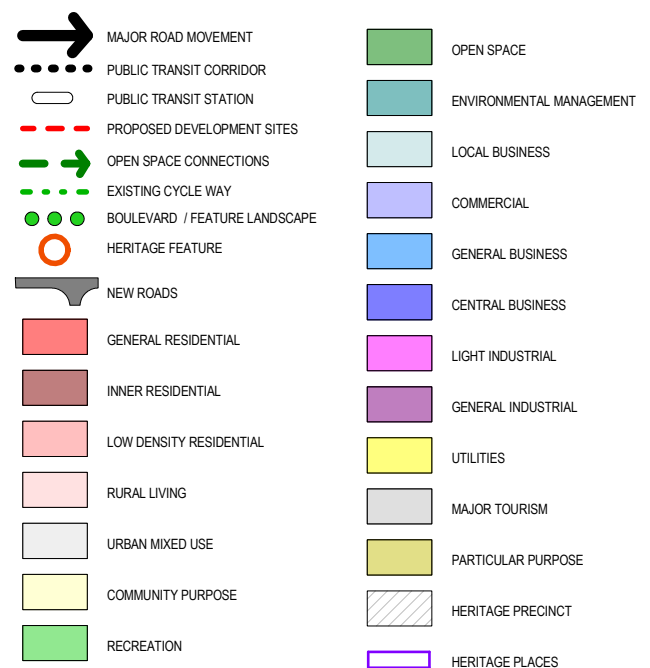 MAJOR ROAD MOVEMENT
PUBLIC TRANSIT CORRIDOR
PUBLIC TRANSIT STATION
PROPOSED DEVELOPMENT SITES
OPEN SPACE CONNECTIONS
EXISTING CYCLE WAY
BOULEVARD / FEATURE LANDSCAPE
HERITAGE FEATURE
NEW ROADS
GENERAL RESIDENTIAL
INNER RESIDENTIAL
LOW DENSITY RESIDENTIAL
RURAL LIVING
URBAN MIXED USE
COMMUNITY PURPOSE
RECREATION
OPEN SPACE
ENVIRONMENTAL MANAGEMENT
LOCAL BUSINESS
COMMERCIAL
GENERAL BUSINESS
CENTRAL BUSINESS
LIGHT INDUSTRIAL
GENERAL INDUSTRIAL
UTILITIES
MAJOR TOURISM
PARTICULAR PURPOSE
HERITAGE PRECINCT
HERITAGE PLACES